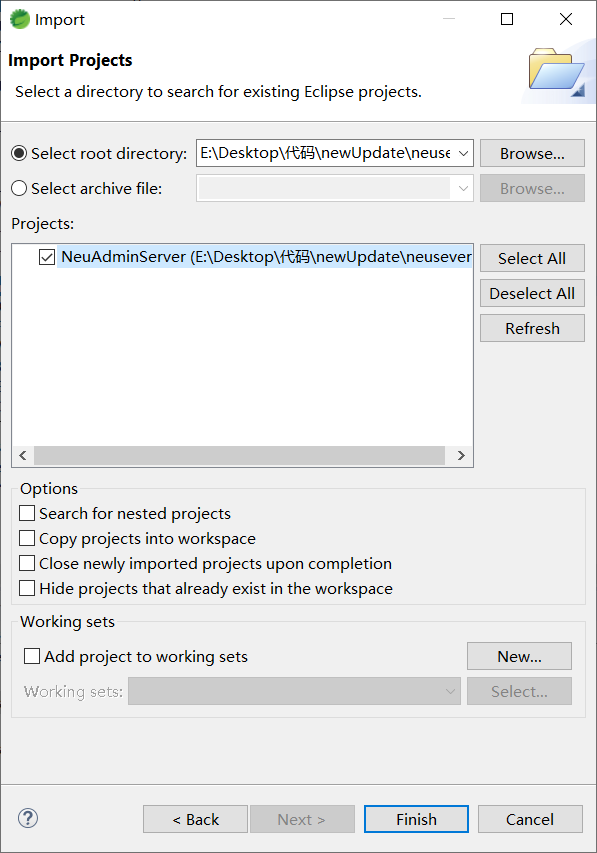 Import
Import Projects
Select a directory to search for existing Eclipse projects.
Select root directory: E:\Desktop\代码\newUpdate\neuse Browse...
Select archive file: Browse...
Projects:
NeuAdminServer (E:\Desktop\代码\newUpdate\neusever Select All
Deselect All
Refresh
Options
Search for nested projects
Copy projects into workspace
Close newly imported projects upon completion
Hide projects that already exist in the workspace
Working sets
Add project to working sets New...
Working sets: Select...
? < Back Next > Finish Cancel